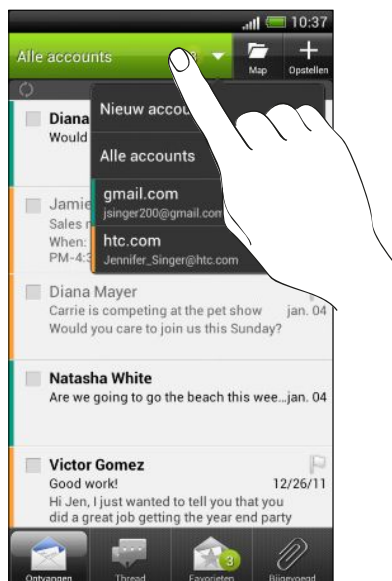 10:37
Alle accounts
Map
Opstellen
Nieuw accou
Alle accounts
gmail.com
jsinger200@gmail.com
htc.com
Jennifer_Singer@htc.com
Diana
Would
Jamie
Sales
When:
PM-4:3
Diana Mayer
Carrie is competing at the pet show jan. 04
Would you care to join us this Sunday?
Natasha White
Are we going to go the beach this wee...jan. 04
Victor Gomez
Good work! 12/26/11
Hi Jen, I just wanted to tell you that you
did a great job getting the year end party
3
Ontvangen Thread Favorieten Bijgevoegd